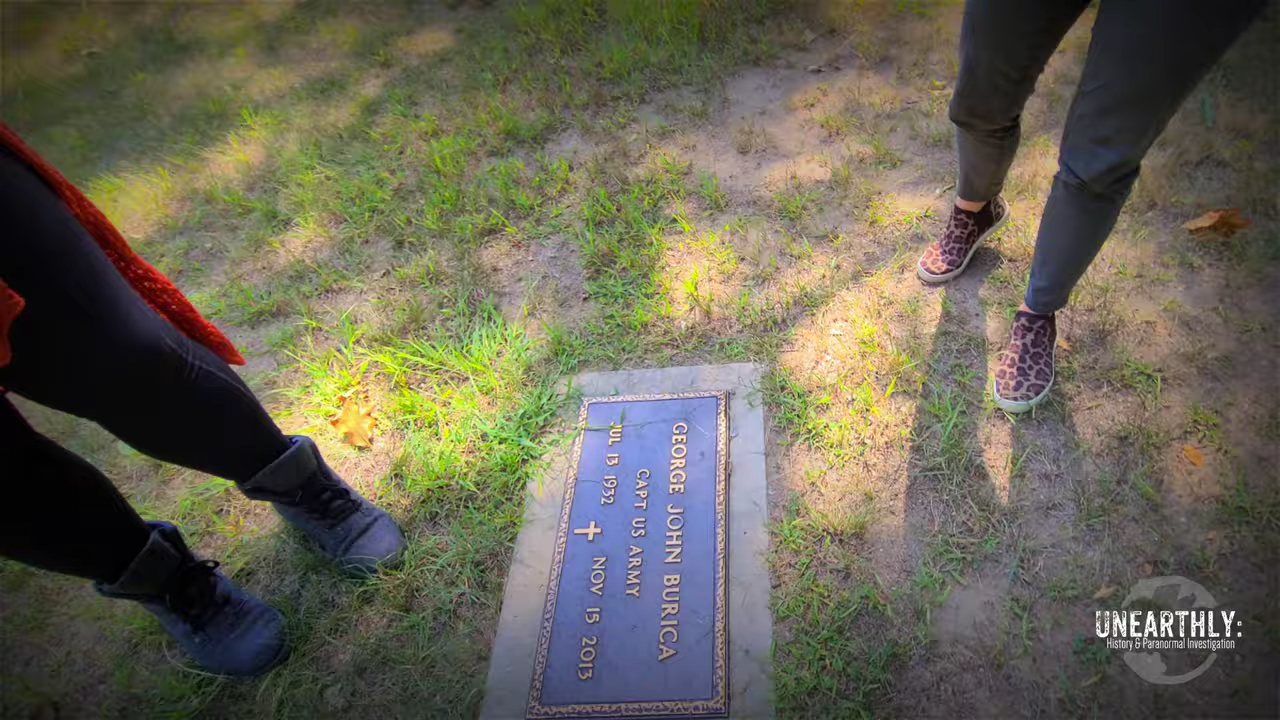 GEORGE JOHN BURICA
CAPT US ARMY
JUL 13 1932 NOV 15 2013
UNEARTHLY:
History & Paranormal Investigation